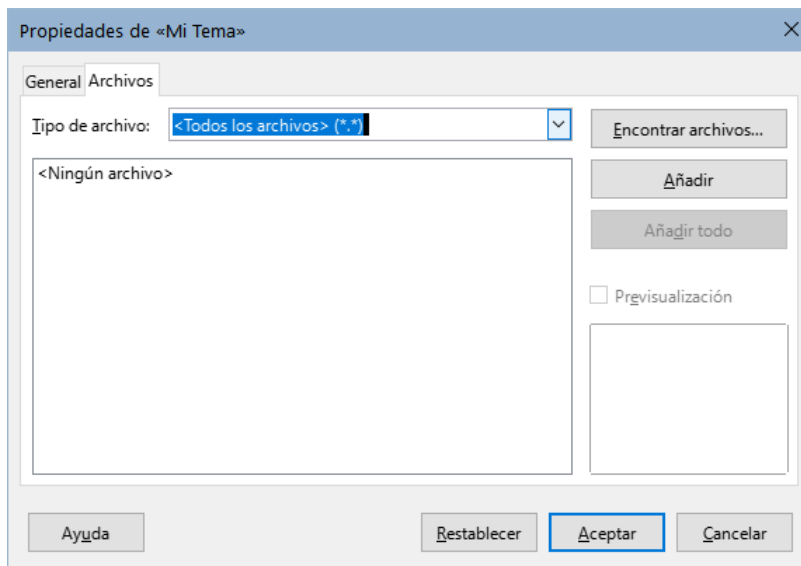 Propiedades de «Mi Tema»
General Archivos
Tipo de archivo: <Todos los archivos> (*.*)
Encontrar archivos...
<Ningún archivo>
Añadir
Añadir todo
Previsualización
Ayuda Restablecer Aceptar Cancelar